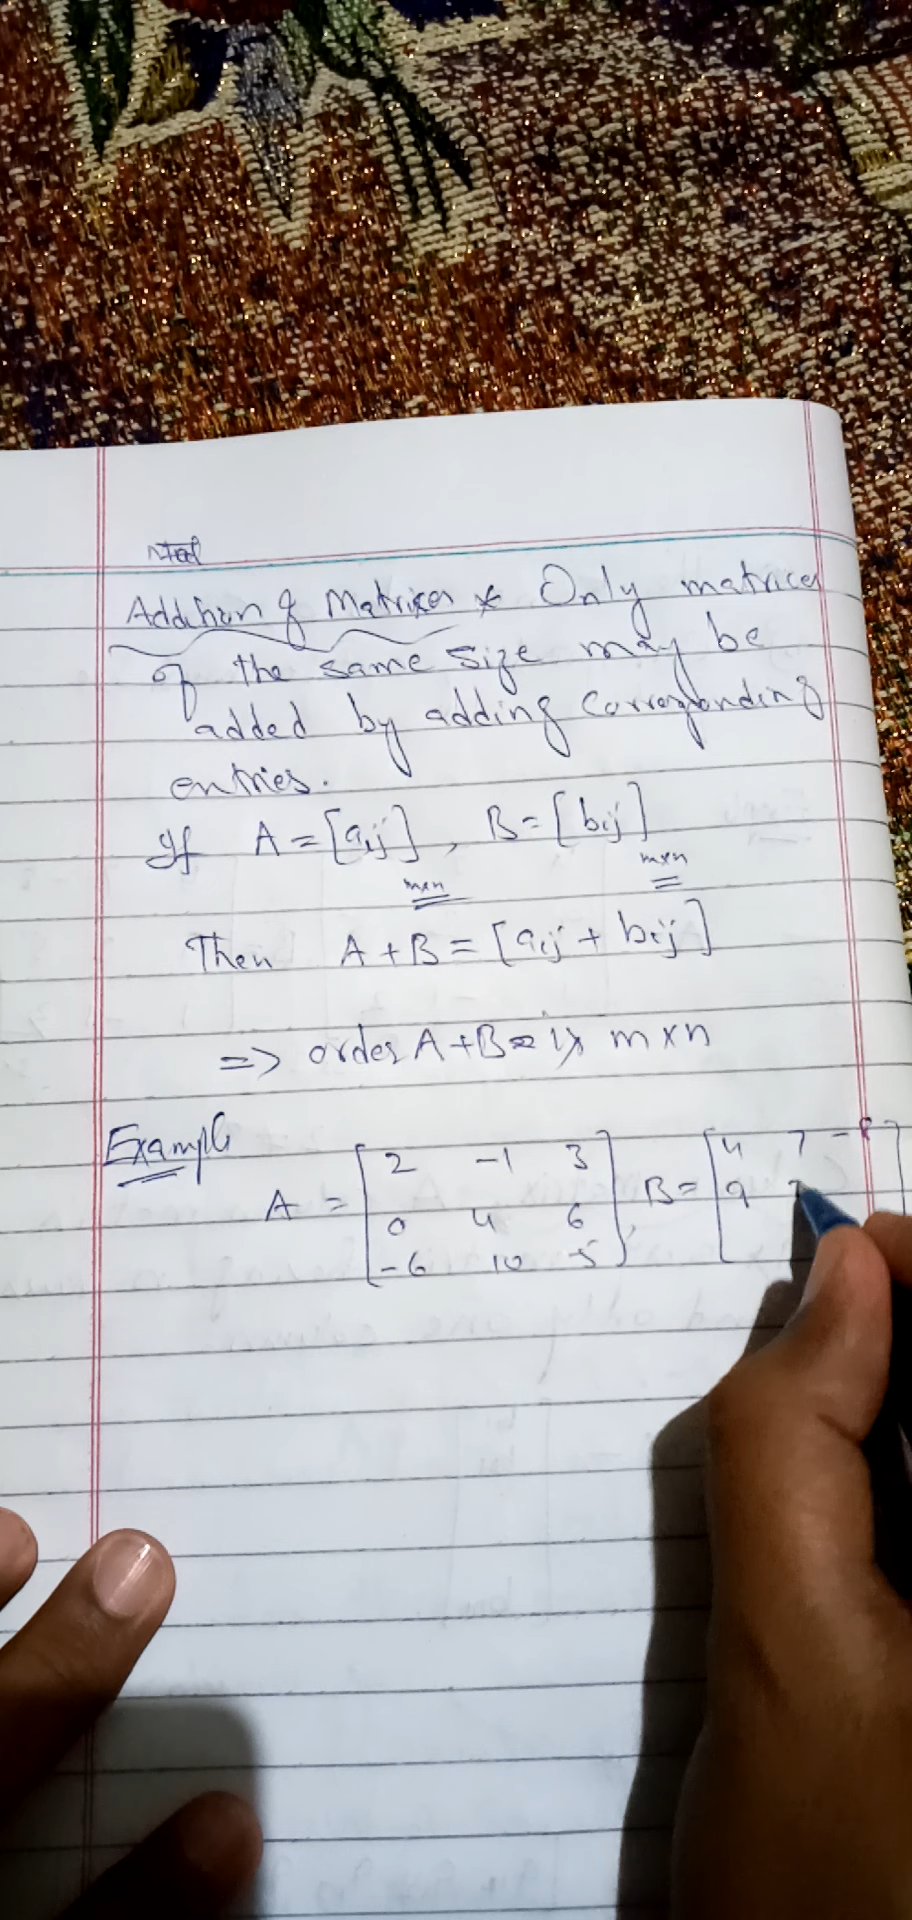 Addition of Matrices * Only matrices
of the same size may be
added by adding corresponding
entries.
If A = [aij] m×n , B = [bij] m×n
Then A + B = [aij + bij]
=> order A + B is m×n
Example
A = [2 -1 3
0 4 6
-6 10 5], B = [4 7
9